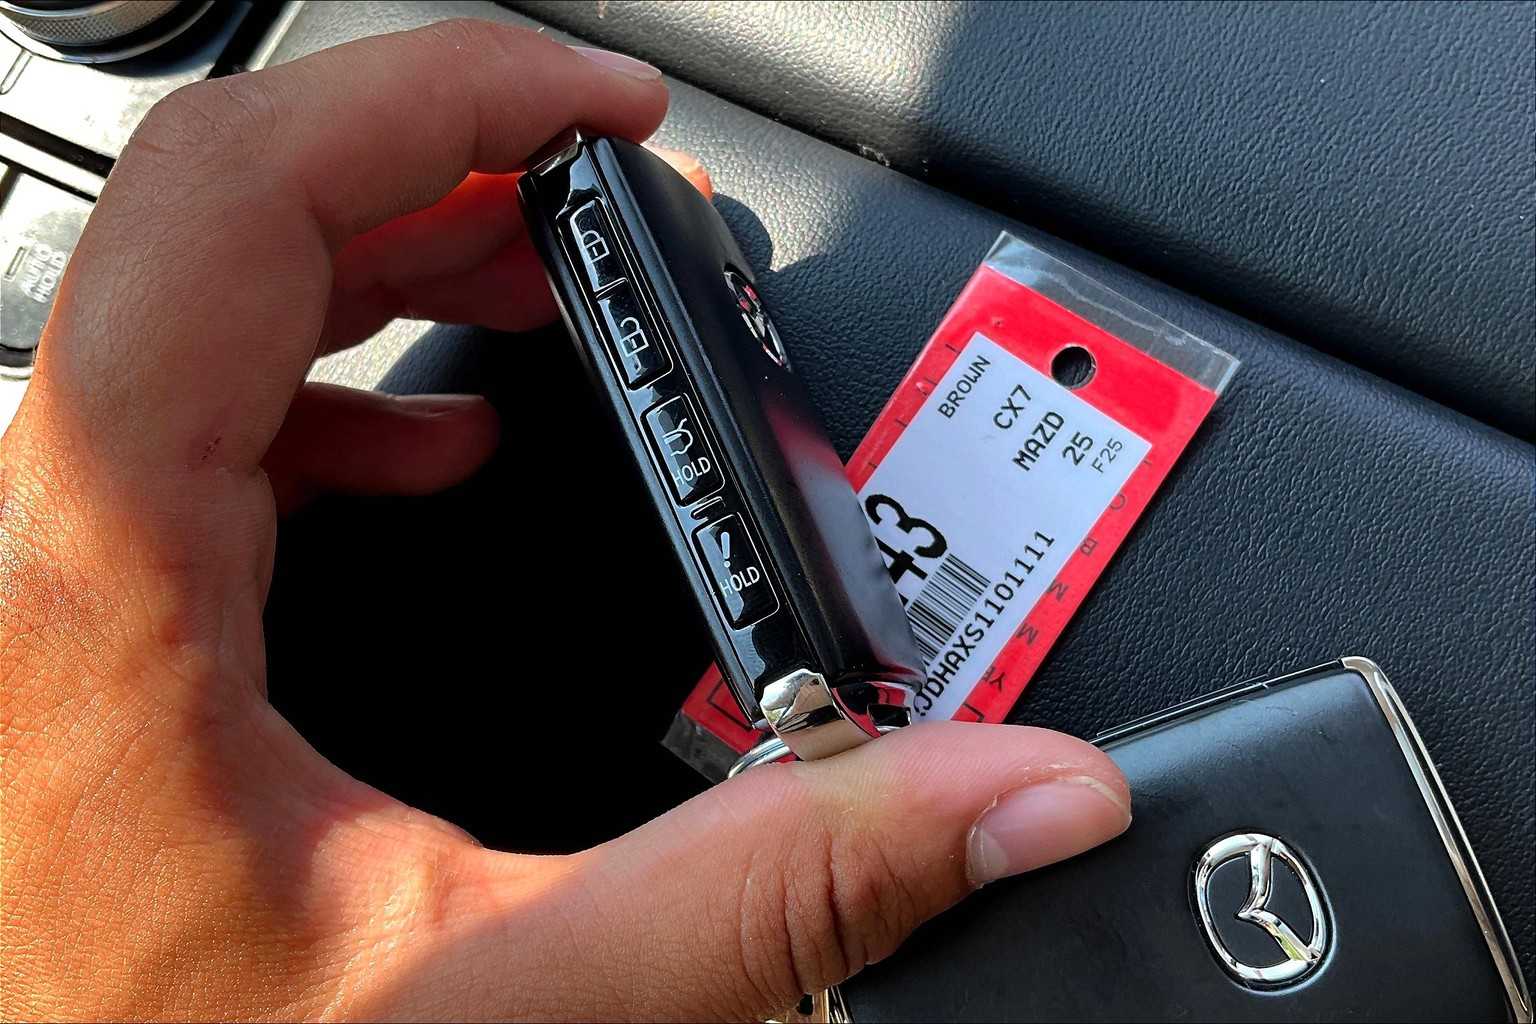 AUTO
HOLD
HOLD
HOLD
BROWN
CX7
MAZD
25
F25
43
JDHAXS1101111